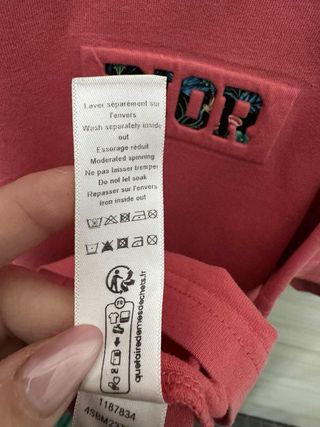 DIOR
Laver séparément sur
l'envers
Wash separately inside
out
Essorage réduit
Moderated spinning
Ne pas laisser tremper
Do not let soak
Repasser sur l'envers
Iron inside out
FR
quefairedemesdechets.fr
1187834